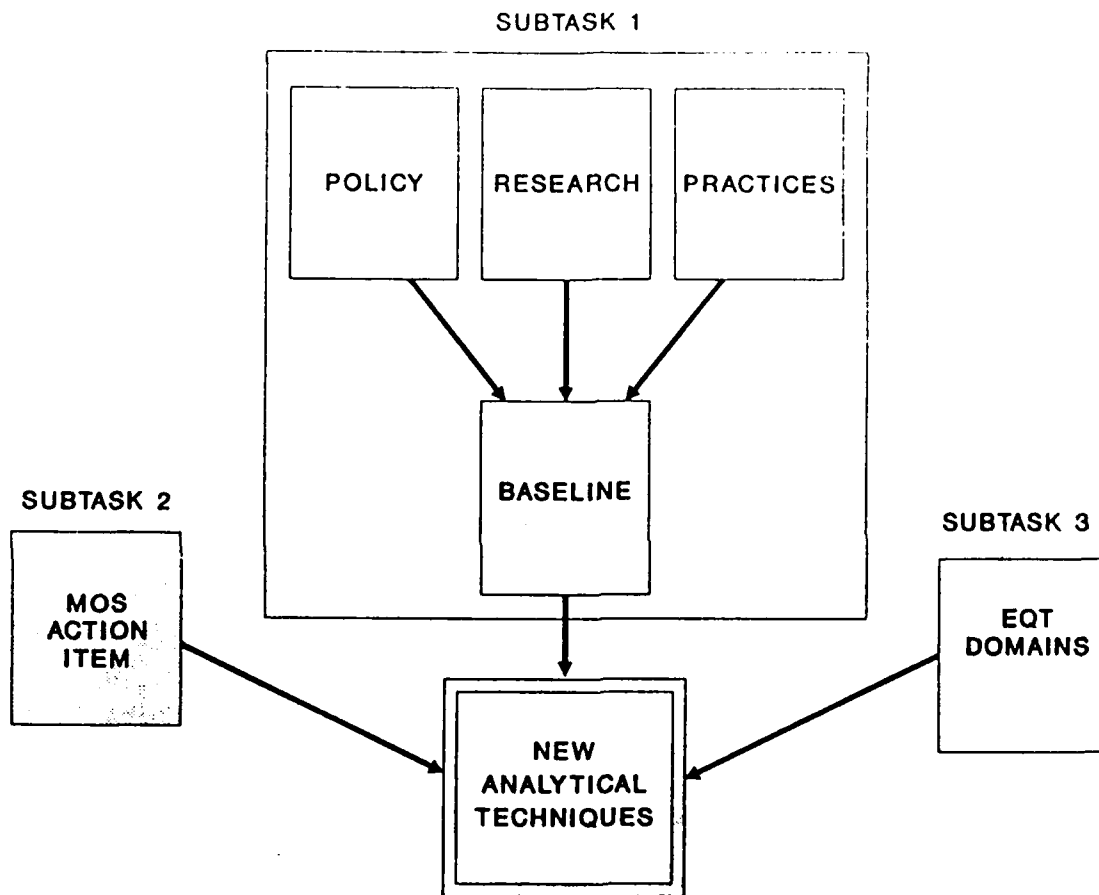 SUBTASK 1
POLICY
RESEARCH
PRACTICES
BASELINE
SUBTASK 2
MOS
ACTION
ITEM
SUBTASK 3
EQT
DOMAINS
NEW
ANALYTICAL
TECHNIQUES